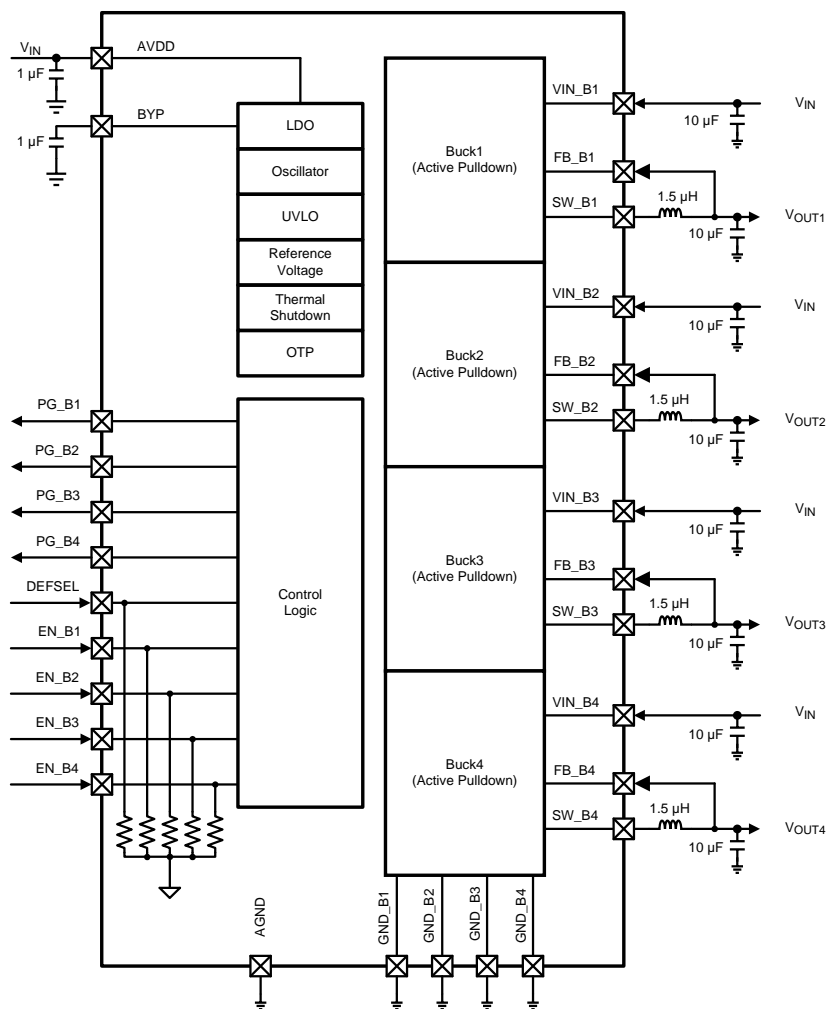 VIN
AVDD
1 µF
BYP
1 µF
LDO
Oscillator
UVLO
Reference
Voltage
Thermal
Shutdown
OTP
PG_B1
PG_B2
PG_B3
PG_B4
DEFSEL
EN_B1
EN_B2
EN_B3
EN_B4
Control
Logic
Buck1
(Active Pulldown)
VIN_B1
VIN
10 µF
FB_B1
1.5 µH
SW_B1
VOUT1
10 µF
Buck2
(Active Pulldown)
VIN_B2
VIN
10 µF
FB_B2
1.5 µH
SW_B2
VOUT2
10 µF
Buck3
(Active Pulldown)
VIN_B3
VIN
10 µF
FB_B3
1.5 µH
SW_B3
VOUT3
10 µF
Buck4
(Active Pulldown)
VIN_B4
VIN
10 µF
FB_B4
1.5 µH
SW_B4
VOUT4
10 µF
AGND
GND_B1
GND_B2
GND_B3
GND_B4